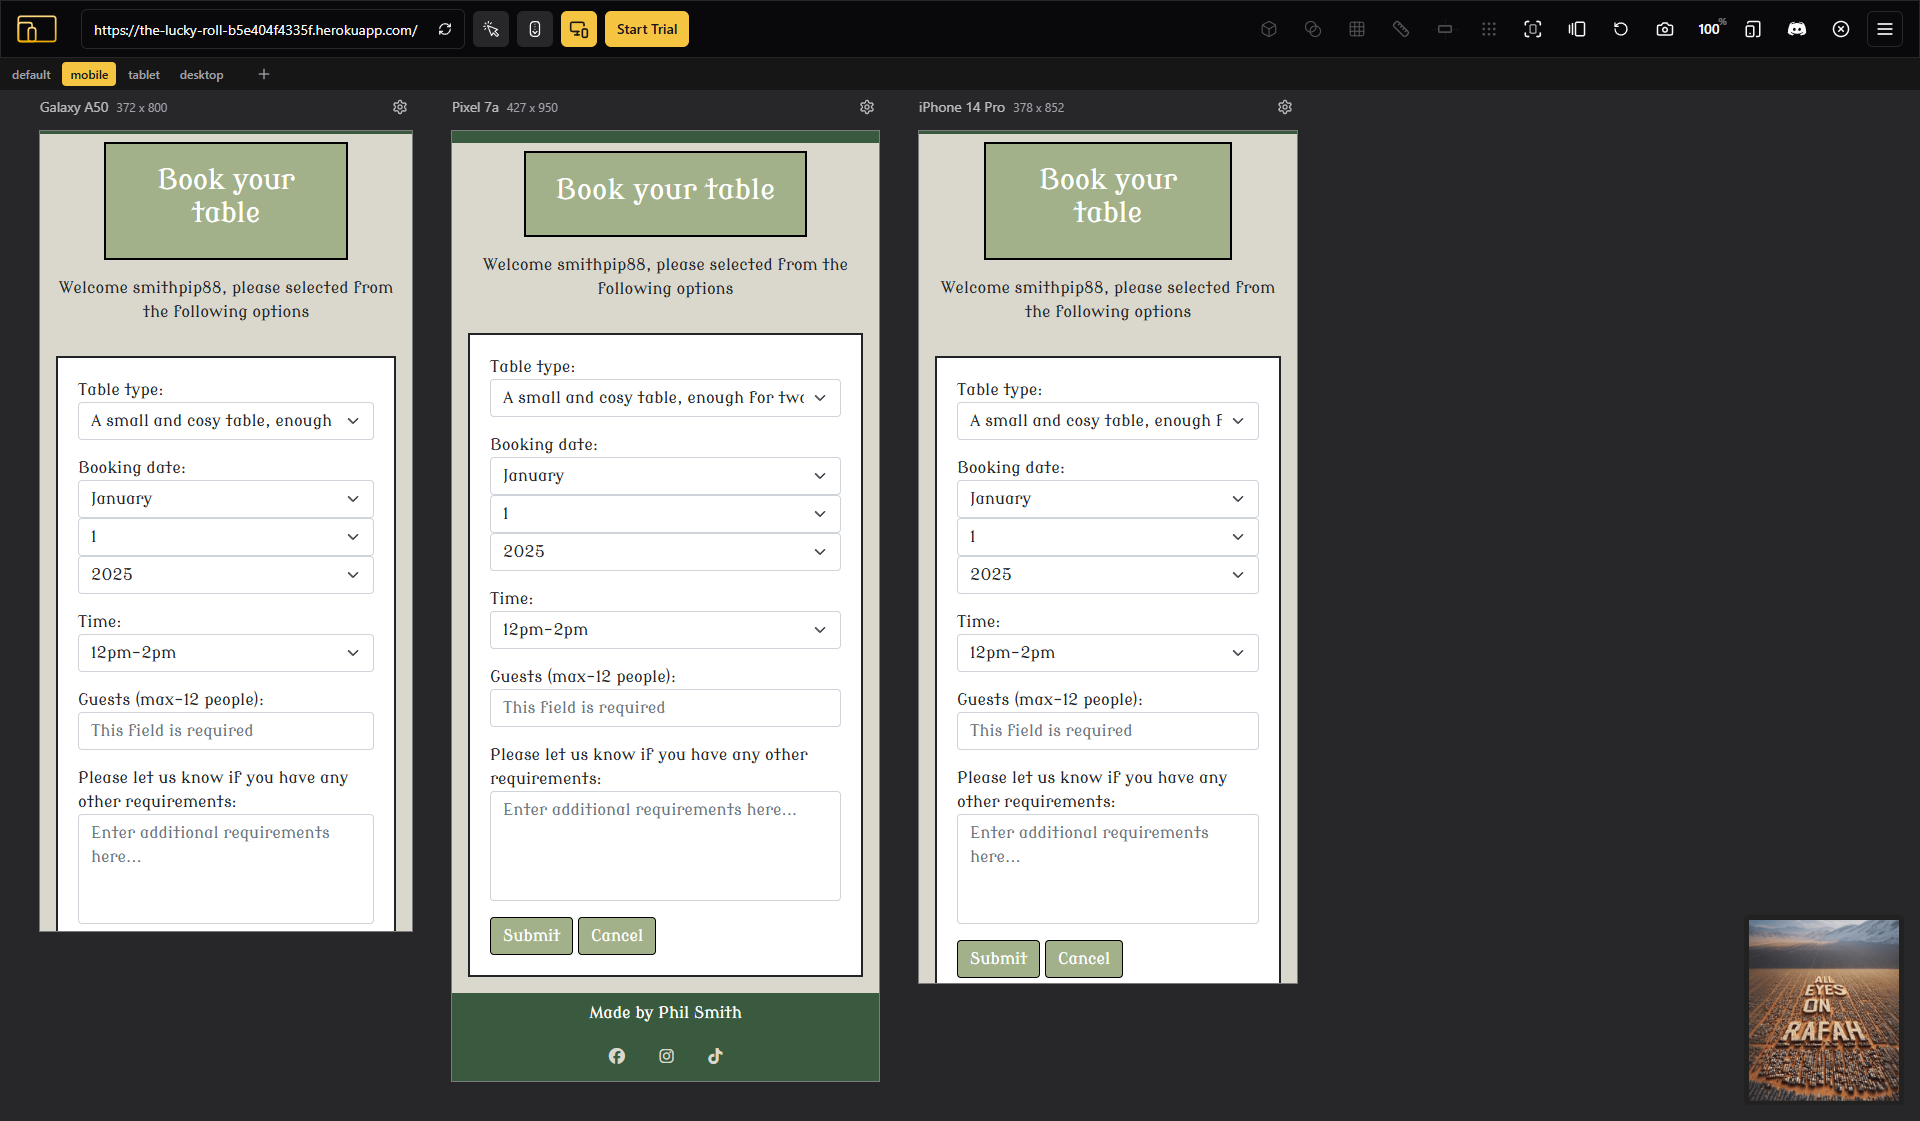 https://the-lucky-roll-b5e404f4335f.herokuapp.com/
Start Trial
100%
default
mobile
tablet
desktop
Galaxy A50 372 x 800
Book your
table
Welcome smithpip88, please selected from
the following options
Table type:
A small and cosy table, enough
Booking date:
January
1
2025
Time:
12pm-2pm
Guests (max-12 people):
This field is required
Please let us know if you have any
other requirements:
Enter additional requirements
here...
Pixel 7a 427 x 950
Book your table
Welcome smithpip88, please selected from the
following options
Table type:
A small and cosy table, enough for two
Booking date:
January
1
2025
Time:
12pm-2pm
Guests (max-12 people):
This field is required
Please let us know if you have any other
requirements:
Enter additional requirements here...
Submit
Cancel
Made by Phil Smith
iPhone 14 Pro 378 x 852
Book your
table
Welcome smithpip88, please selected from
the following options
Table type:
A small and cosy table, enough f
Booking date:
January
1
2025
Time:
12pm-2pm
Guests (max-12 people):
This field is required
Please let us know if you have any
other requirements:
Enter additional requirements
here...
Submit
Cancel
ALL
EYES
ON
RAFAH